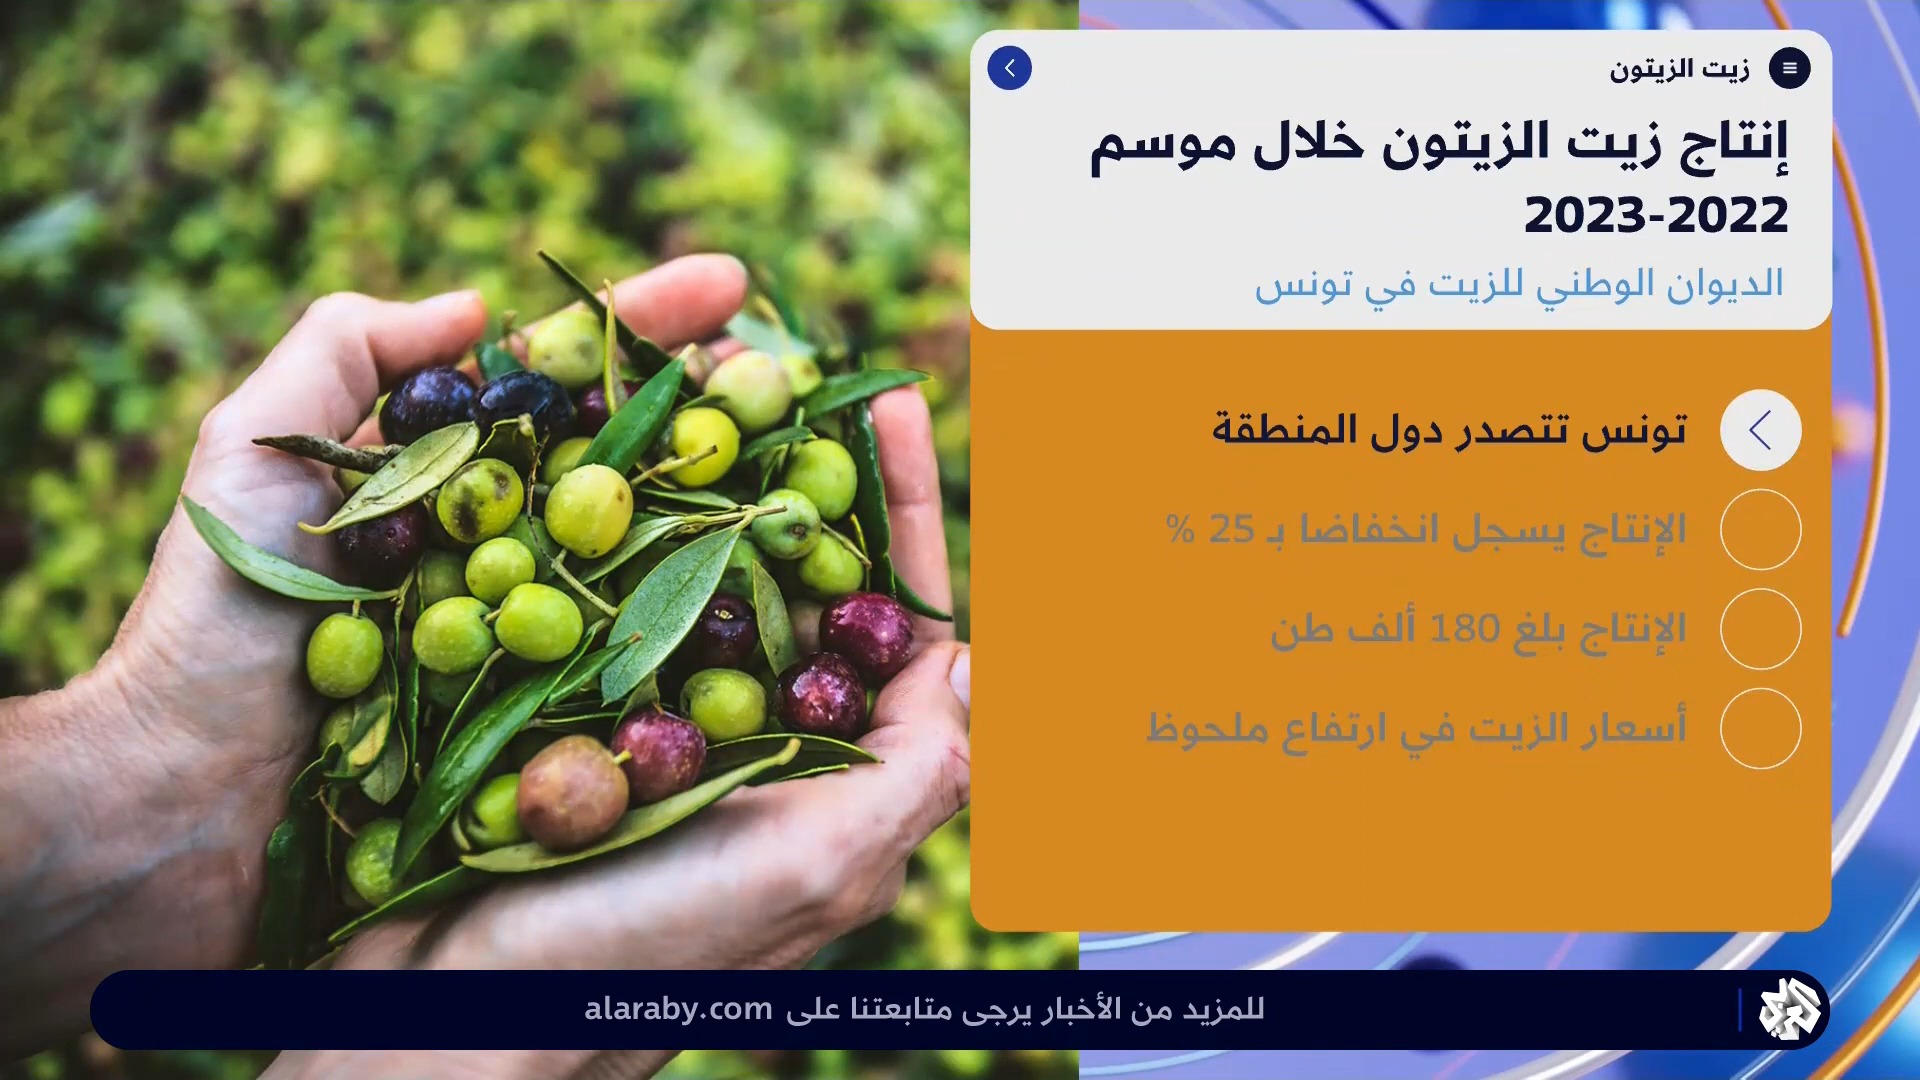 زيت الزيتون
إنتاج زيت الزيتون خلال موسم
2022-2023
الديوان الوطني للزيت في تونس
تونس تتصدر دول المنطقة
الإنتاج يسجل انخفاضا بـ 25 %
الإنتاج بلغ 180 ألف طن
أسعار الزيت في ارتفاع ملحوظ
للمزيد من الأخبار يرجى متابعتنا على alaraby.com